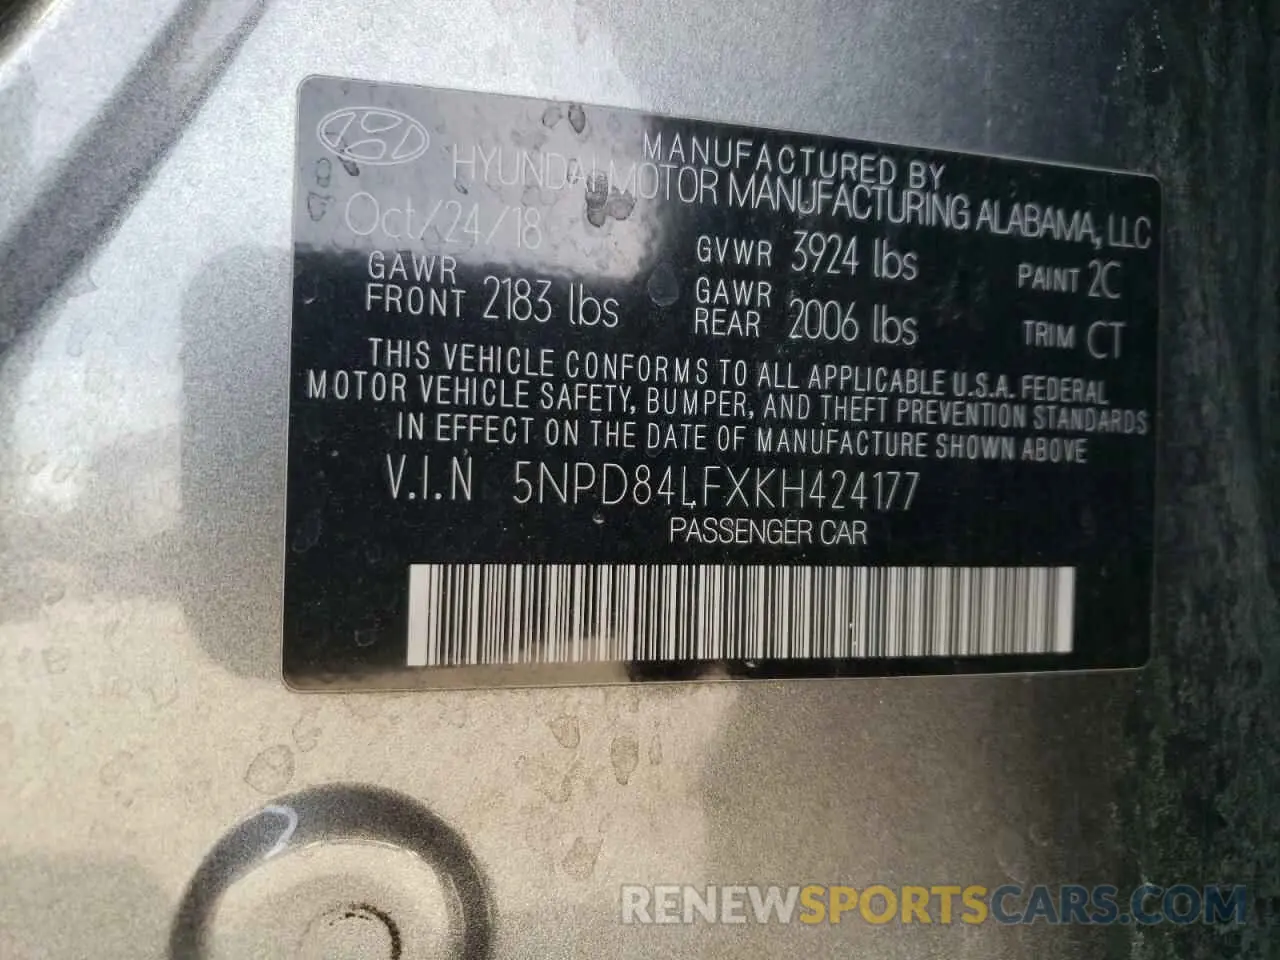 MANUFACTURED BY
HYUNDAI MOTOR MANUFACTURING ALABAMA, LLC
Oct/24/18
GVWR 3924 lbs
PAINT 2C
GAWR
FRONT 2183 lbs
GAWR
REAR 2006 lbs
TRIM CT
THIS VEHICLE CONFORMS TO ALL APPLICABLE U.S.A. FEDERAL
MOTOR VEHICLE SAFETY, BUMPER, AND THEFT PREVENTION STANDARDS
IN EFFECT ON THE DATE OF MANUFACTURE SHOWN ABOVE
V.I.N 5NPD84LFXKH424177
PASSENGER CAR
RENEWSPORTSCARS.COM